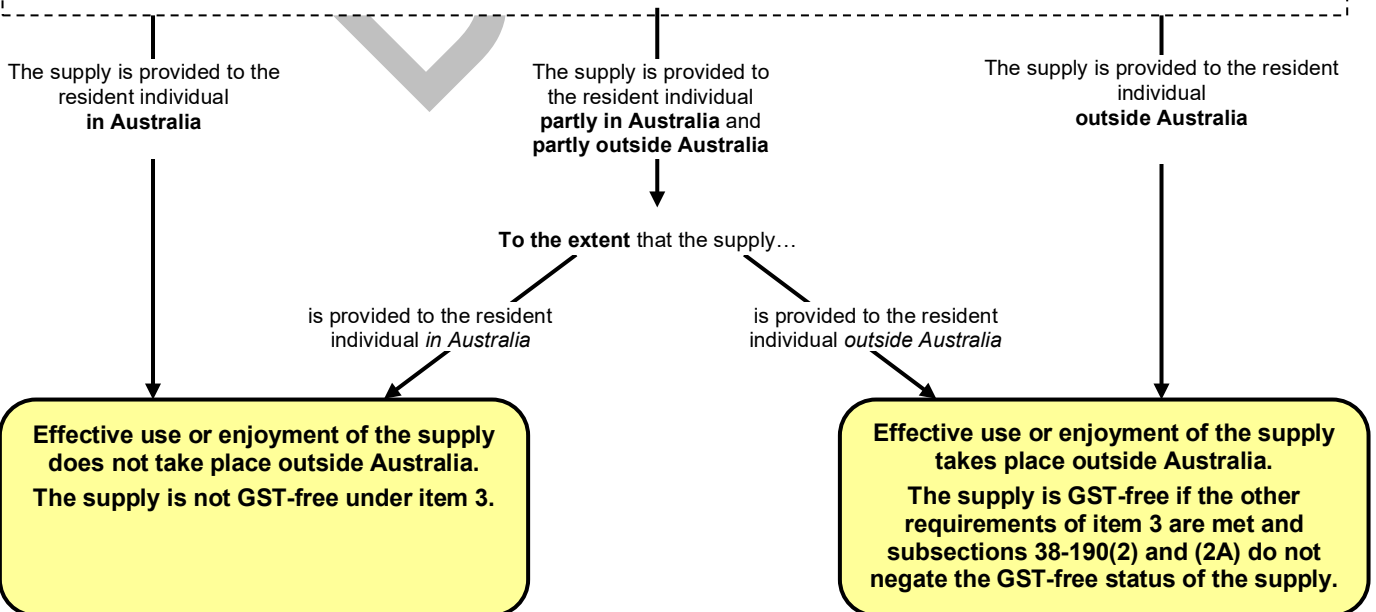 The supply is provided to the
resident individual
in Australia
The supply is provided to
the resident individual
partly in Australia and
partly outside Australia
The supply is provided to the resident
individual
outside Australia
To the extent that the supply…
is provided to the resident
individual in Australia
is provided to the resident
individual outside Australia
Effective use or enjoyment of the supply
does not take place outside Australia.
The supply is not GST-free under item 3.
Effective use or enjoyment of the supply
takes place outside Australia.
The supply is GST-free if the other
requirements of item 3 are met and
subsections 38-190(2) and (2A) do not
negate the GST-free status of the supply.